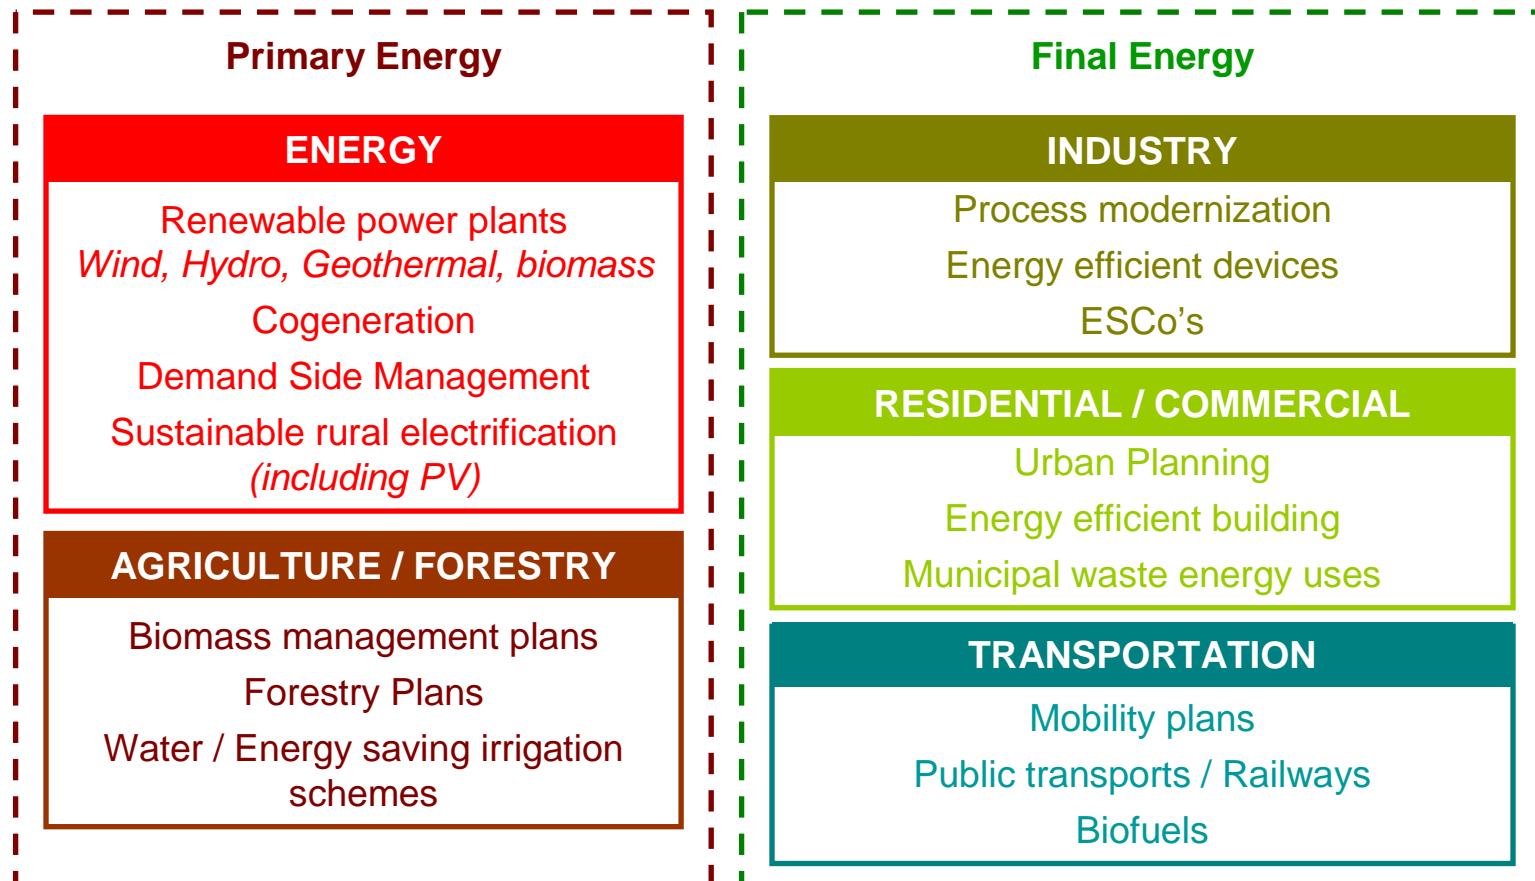 Primary Energy
ENERGY
Renewable power plants
Wind, Hydro, Geothermal, biomass
Cogeneration
Demand Side Management
Sustainable rural electrification
(including PV)
AGRICULTURE / FORESTRY
Biomass management plans
Forestry Plans
Water / Energy saving irrigation
schemes
Final Energy
INDUSTRY
Process modernization
Energy efficient devices
ESCo’s
RESIDENTIAL / COMMERCIAL
Urban Planning
Energy efficient building
Municipal waste energy uses
TRANSPORTATION
Mobility plans
Public transports / Railways
Biofuels